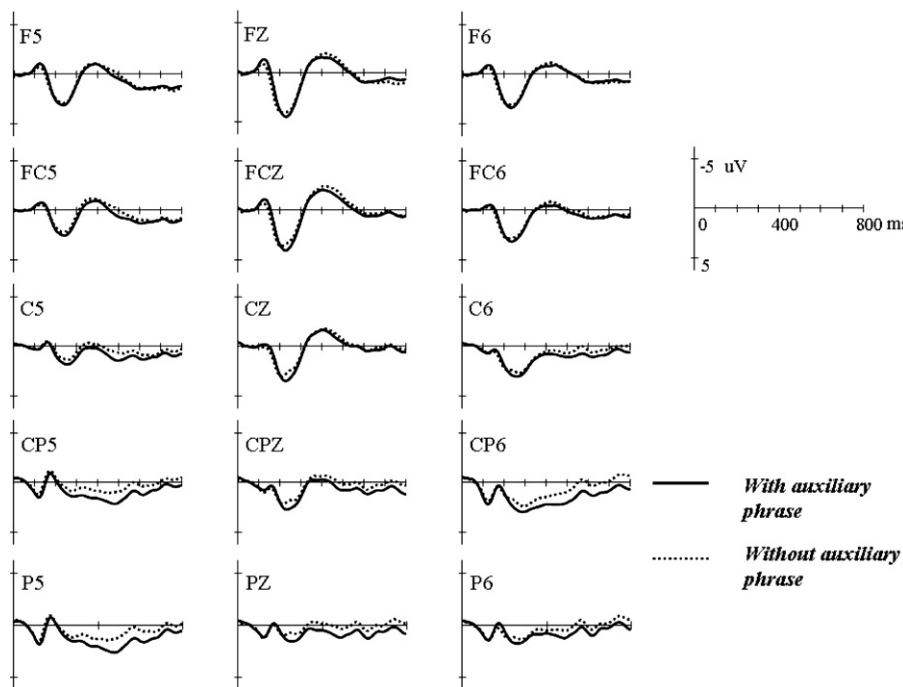 F5
FZ
F6
FC5
FCZ
FC6
-5 uV
0 400 800 ms
5
C5
CZ
C6
CP5
CPZ
CP6
With auxiliary
phrase
Without auxiliary
phrase
P5
PZ
P6